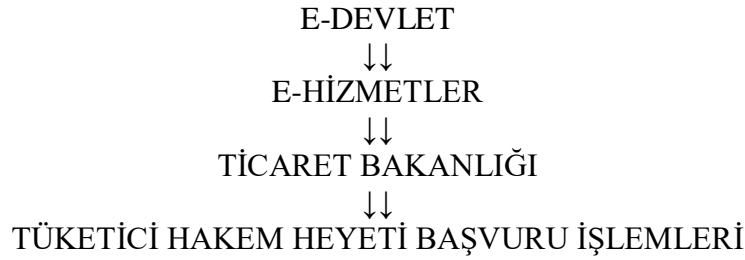 E-DEVLET
↓↓
E-HİZMETLER
↓↓
TİCARET BAKANLIĞI
↓↓
TÜKETİCİ HAKEM HEYETİ BAŞVURU İŞLEMLERİ